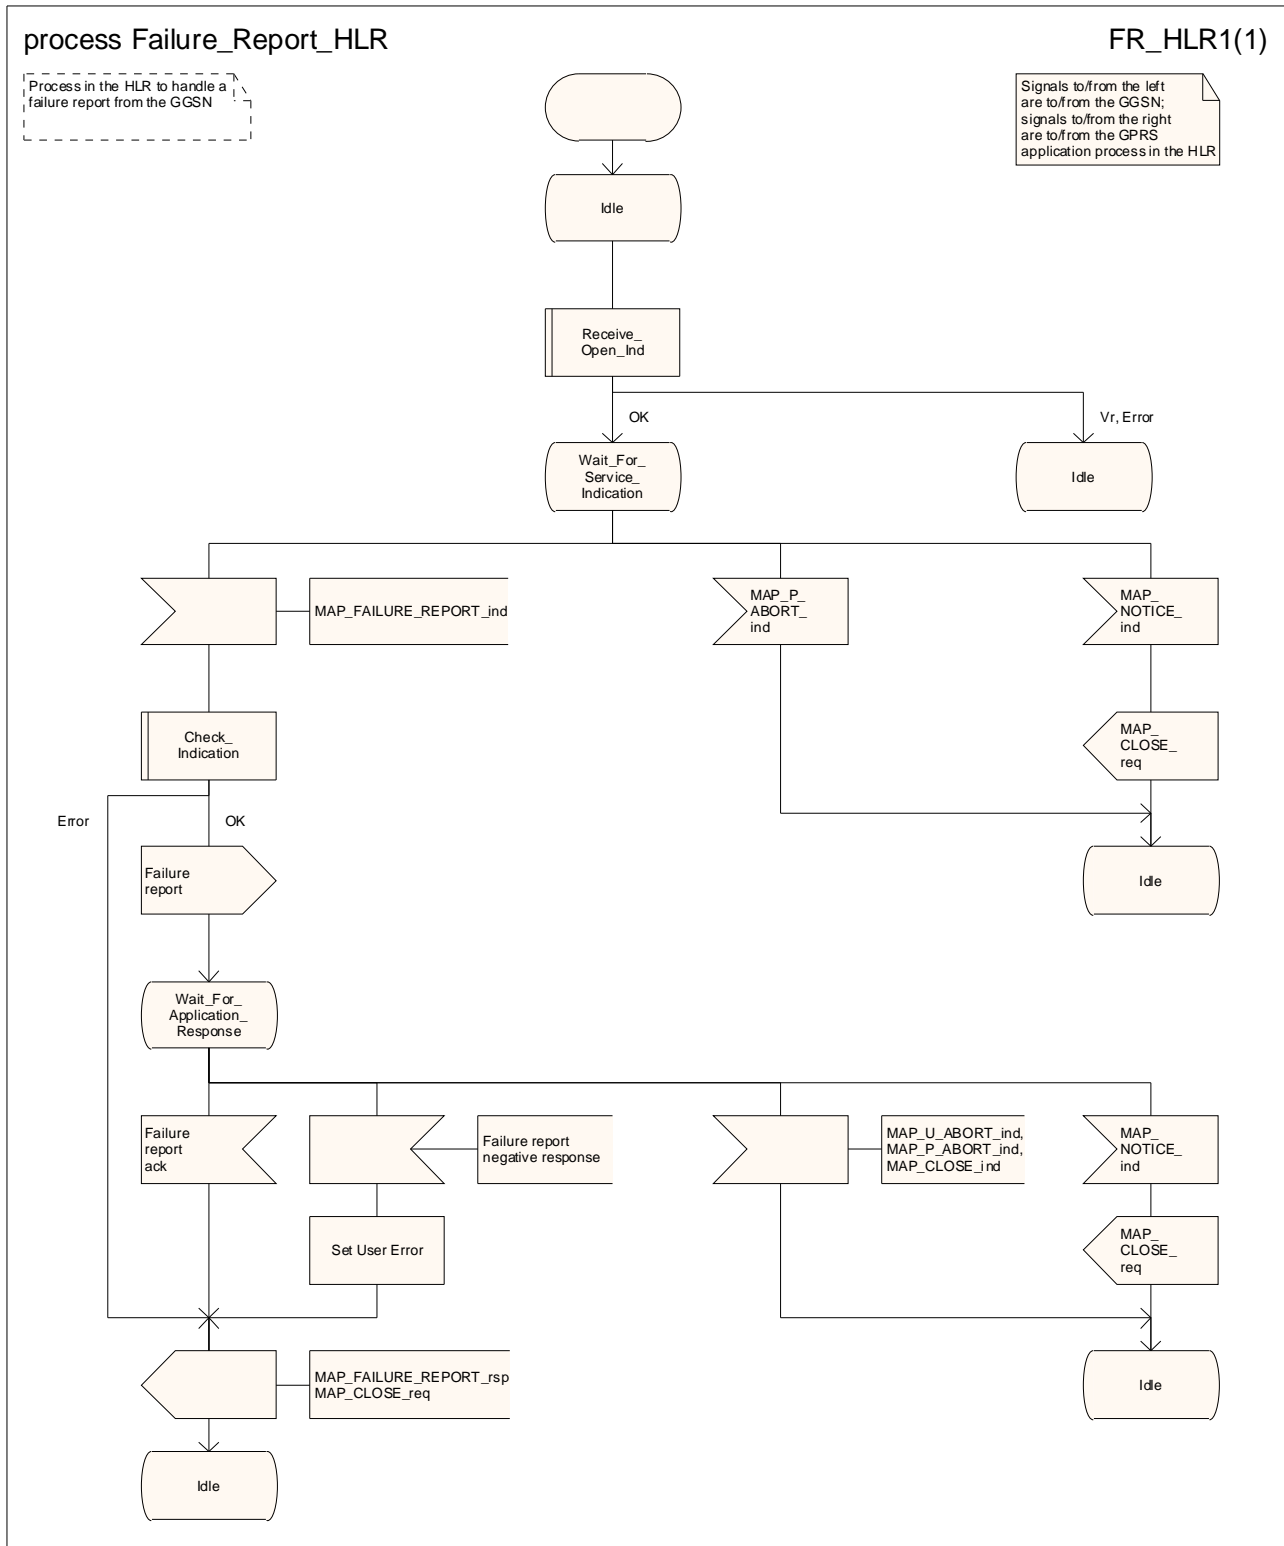 process Failure_Report_HLR
FR_HLR1(1)
Process in the HLR to handle a
failure report from the GGSN
Signals to/from the left
are to/from the GGSN;
signals to/from the right
are to/from the GPRS
application process in the HLR
Idle
Receive_
Open_Ind
OK
Vr, Error
Wait_For_
Service_
Indication
Idle
MAP_FAILURE_REPORT_ind
MAP_P_
ABORT_
ind
MAP_
NOTICE_
ind
Check_
Indication
MAP_
CLOSE_
req
Error
OK
Failure
report
Idle
Wait_For_
Application_
Response
Failure
report
ack
Failure report
negative response
MAP_U_ABORT_ind,
MAP_P_ABORT_ind,
MAP_CLOSE_ind
MAP_
NOTICE_
ind
Set User Error
MAP_
CLOSE_
req
MAP_FAILURE_REPORT_rsp
MAP_CLOSE_req
Idle
Idle